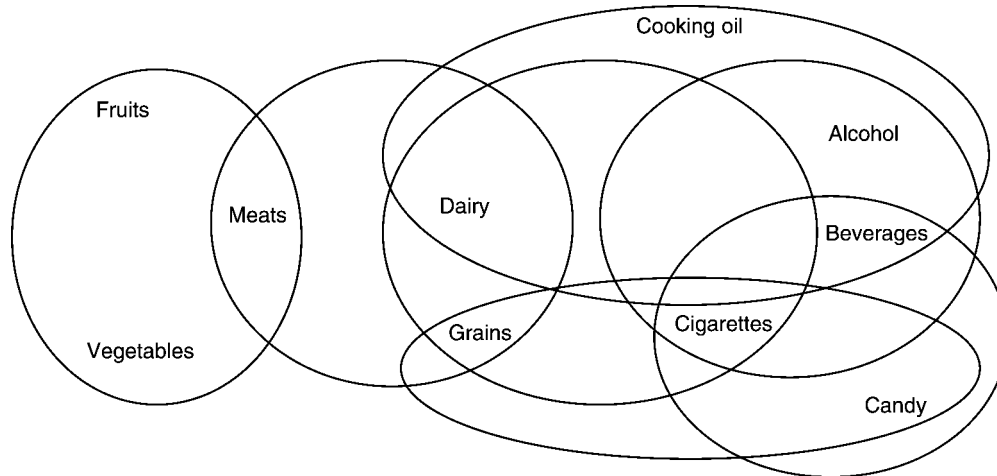 Cooking oil
Fruits
Alcohol
Meats
Dairy
Beverages
Grains
Cigarettes
Vegetables
Candy